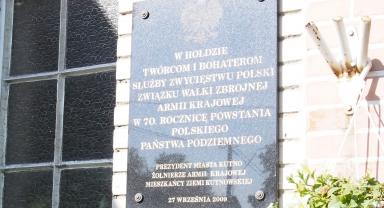 W HOŁDZIE
TWÓRCOM I BOHATEROM
SŁUŻBY ZWYCIĘSTWU POLSKI
ZWIĄZKU WALKI ZBROJNEJ
ARMII KRAJOWEJ
W 70. ROCZNICĘ POWSTANIA
POLSKIEGO
PAŃSTWA PODZIEMNEGO
PREZYDENT MIASTA KUTNO
ŻOŁNIERZE ARMII KRAJOWEJ
MIESZKAŃCY ZIEMI KUTNOWSKIEJ
27 WRZEŚNIA 2009